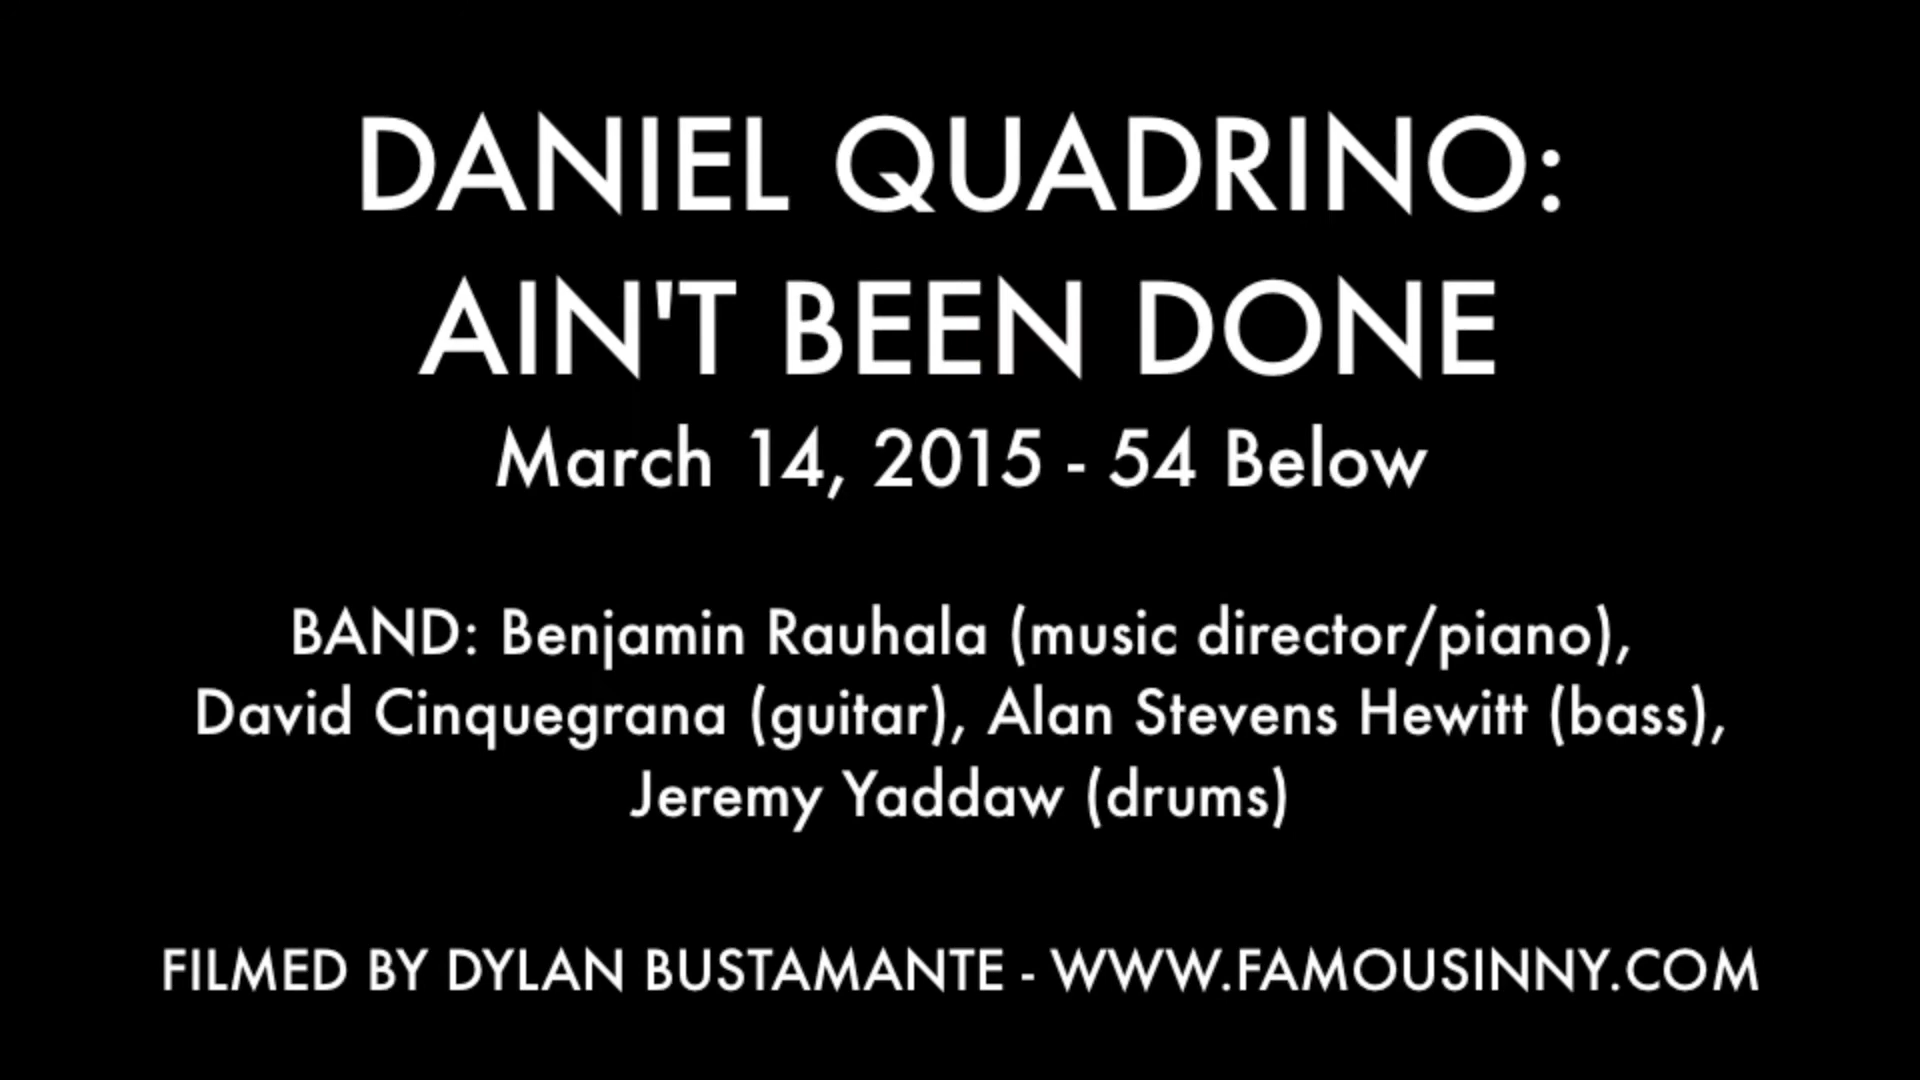 DANIEL QUADRINO:
AIN'T BEEN DONE
March 14, 2015 - 54 Below
BAND: Benjamin Rauhala (music director/piano),
David Cinquegrana (guitar), Alan Stevens Hewitt (bass),
Jeremy Yaddaw (drums)
FILMED BY DYLAN BUSTAMANTE - WWW.FAMOUSINNY.COM